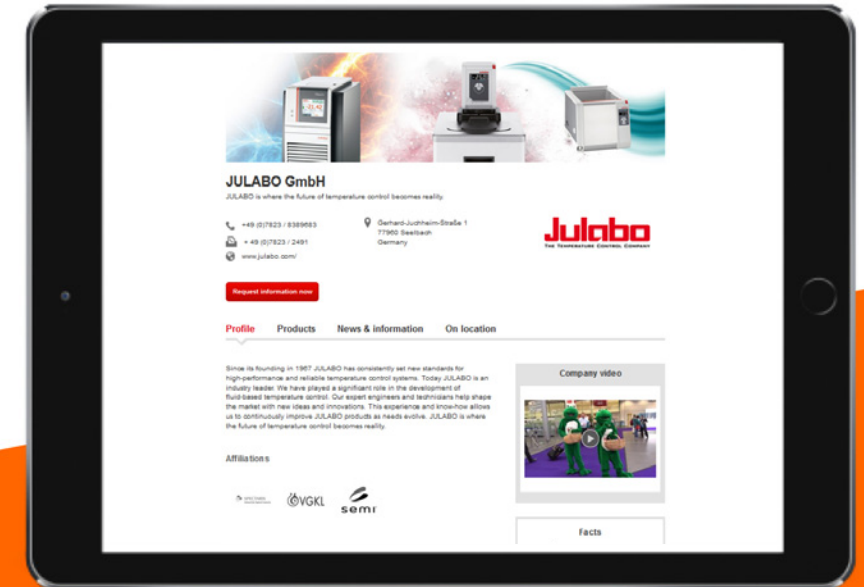 JULABO GmbH
JULABO is where the future of temperature control becomes reality.
+49 (0)7823 / 8389683
+ 49 (0)7823 / 2491
www.julabo.com/
Gerhard-Juchheim-Straße 1
77960 Seelbach
Germany
Julabo
THE TEMPERATURE CONTROL COMPANY
Request information now
Profile Products News & information On location
Since its founding in 1967 JULABO has consistently set new standards for
high-performance and reliable temperature control systems. Today JULABO is an
industry leader. We have played a significant role in the development of
fluid-based temperature control. Our expert engineers and technicians help shape
the market with new ideas and innovations. This experience and know-how allows
us to continuously improve JULABO products as needs evolve. JULABO is where
the future of temperature control becomes reality.
Affiliations
VGKL
semi
Company video
Facts